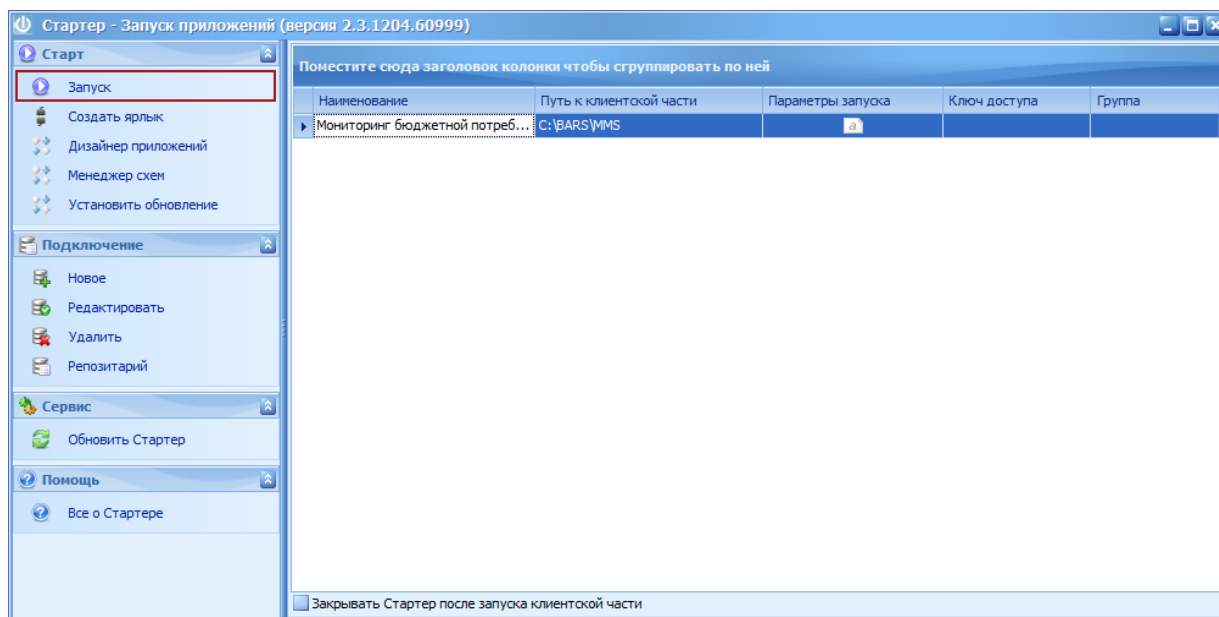 Стартер - Запуск приложений (версия 2.3.1204.60999)
Старт
Запуск
Создать ярлык
Дизайнер приложений
Менеджер схем
Установить обновление
Подключение
Новое
Редактировать
Удалить
Репозитарий
Сервис
Обновить Стартер
Помощь
Все о Стартере
Поместите сюда заголовок колонки чтобы сгруппировать по ней
Наименование Путь к клиентской части Параметры запуска Ключ доступа Группа
Мониторинг бюджетной потреб... C:\BARS\MMS a
Закрывать Стартер после запуска клиентской части